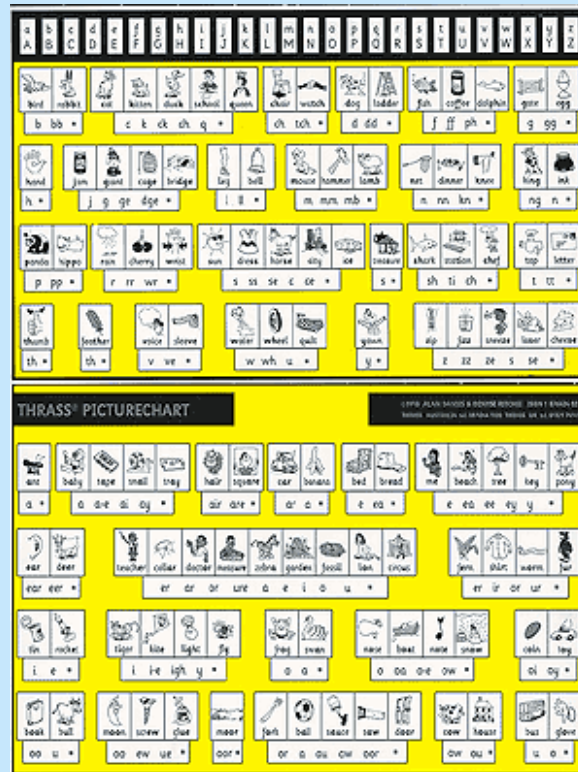 a b c d e f g h i j k l m n o p q r s t u v w x y z
A B C D E F G H I J K L M N O P Q R S T U V W X Y Z
bird rabbit cat kitten duck school queen chair watch dog ladder fish coffee dolphin gate egg
b bb * c k ck ch q * ch tch * d dd * f ff ph * g gg *
hand jam giant cage bridge leg bell mouse hammer lamb net dinner knee king ink
h * j g ge dge * l ll * m mm mb * n nn kn * ng n *
panda hippo rain cherry wrist sun dress horse city ice treasure shark station chef tap letter
p pp * r rr wr * s ss se c ce * s * sh ti ch * t tt *
thumb feather voice sleeve water wheel quilt yawn zip fizz sneeze laser cheese
th * th * v ve * w wh u * y * z zz ze s se *
THRASS® PICTURECHART
ant baby tape snail tray hair square car banana bed bread me beach tree key pony
a * a a-e ai ay * air are * ar a * e ea * e ea ee ey y *
ear deer teacher collar doctor measure zebra garden fossil lion circus fern shirt worm fur
ear eer * er ar or ure a e i o u * er ir or ur *
tin rocket tiger kite light fly frog swan nose boat note snow coin toy
i e * i i-e igh y * o a * o oa o-e ow * oi oy *
book bull moon screw glue moor fork ball sauce saw door cow house bus glove
oo u * oo ew ue * oor * or a au aw oor * ow ou * u o *